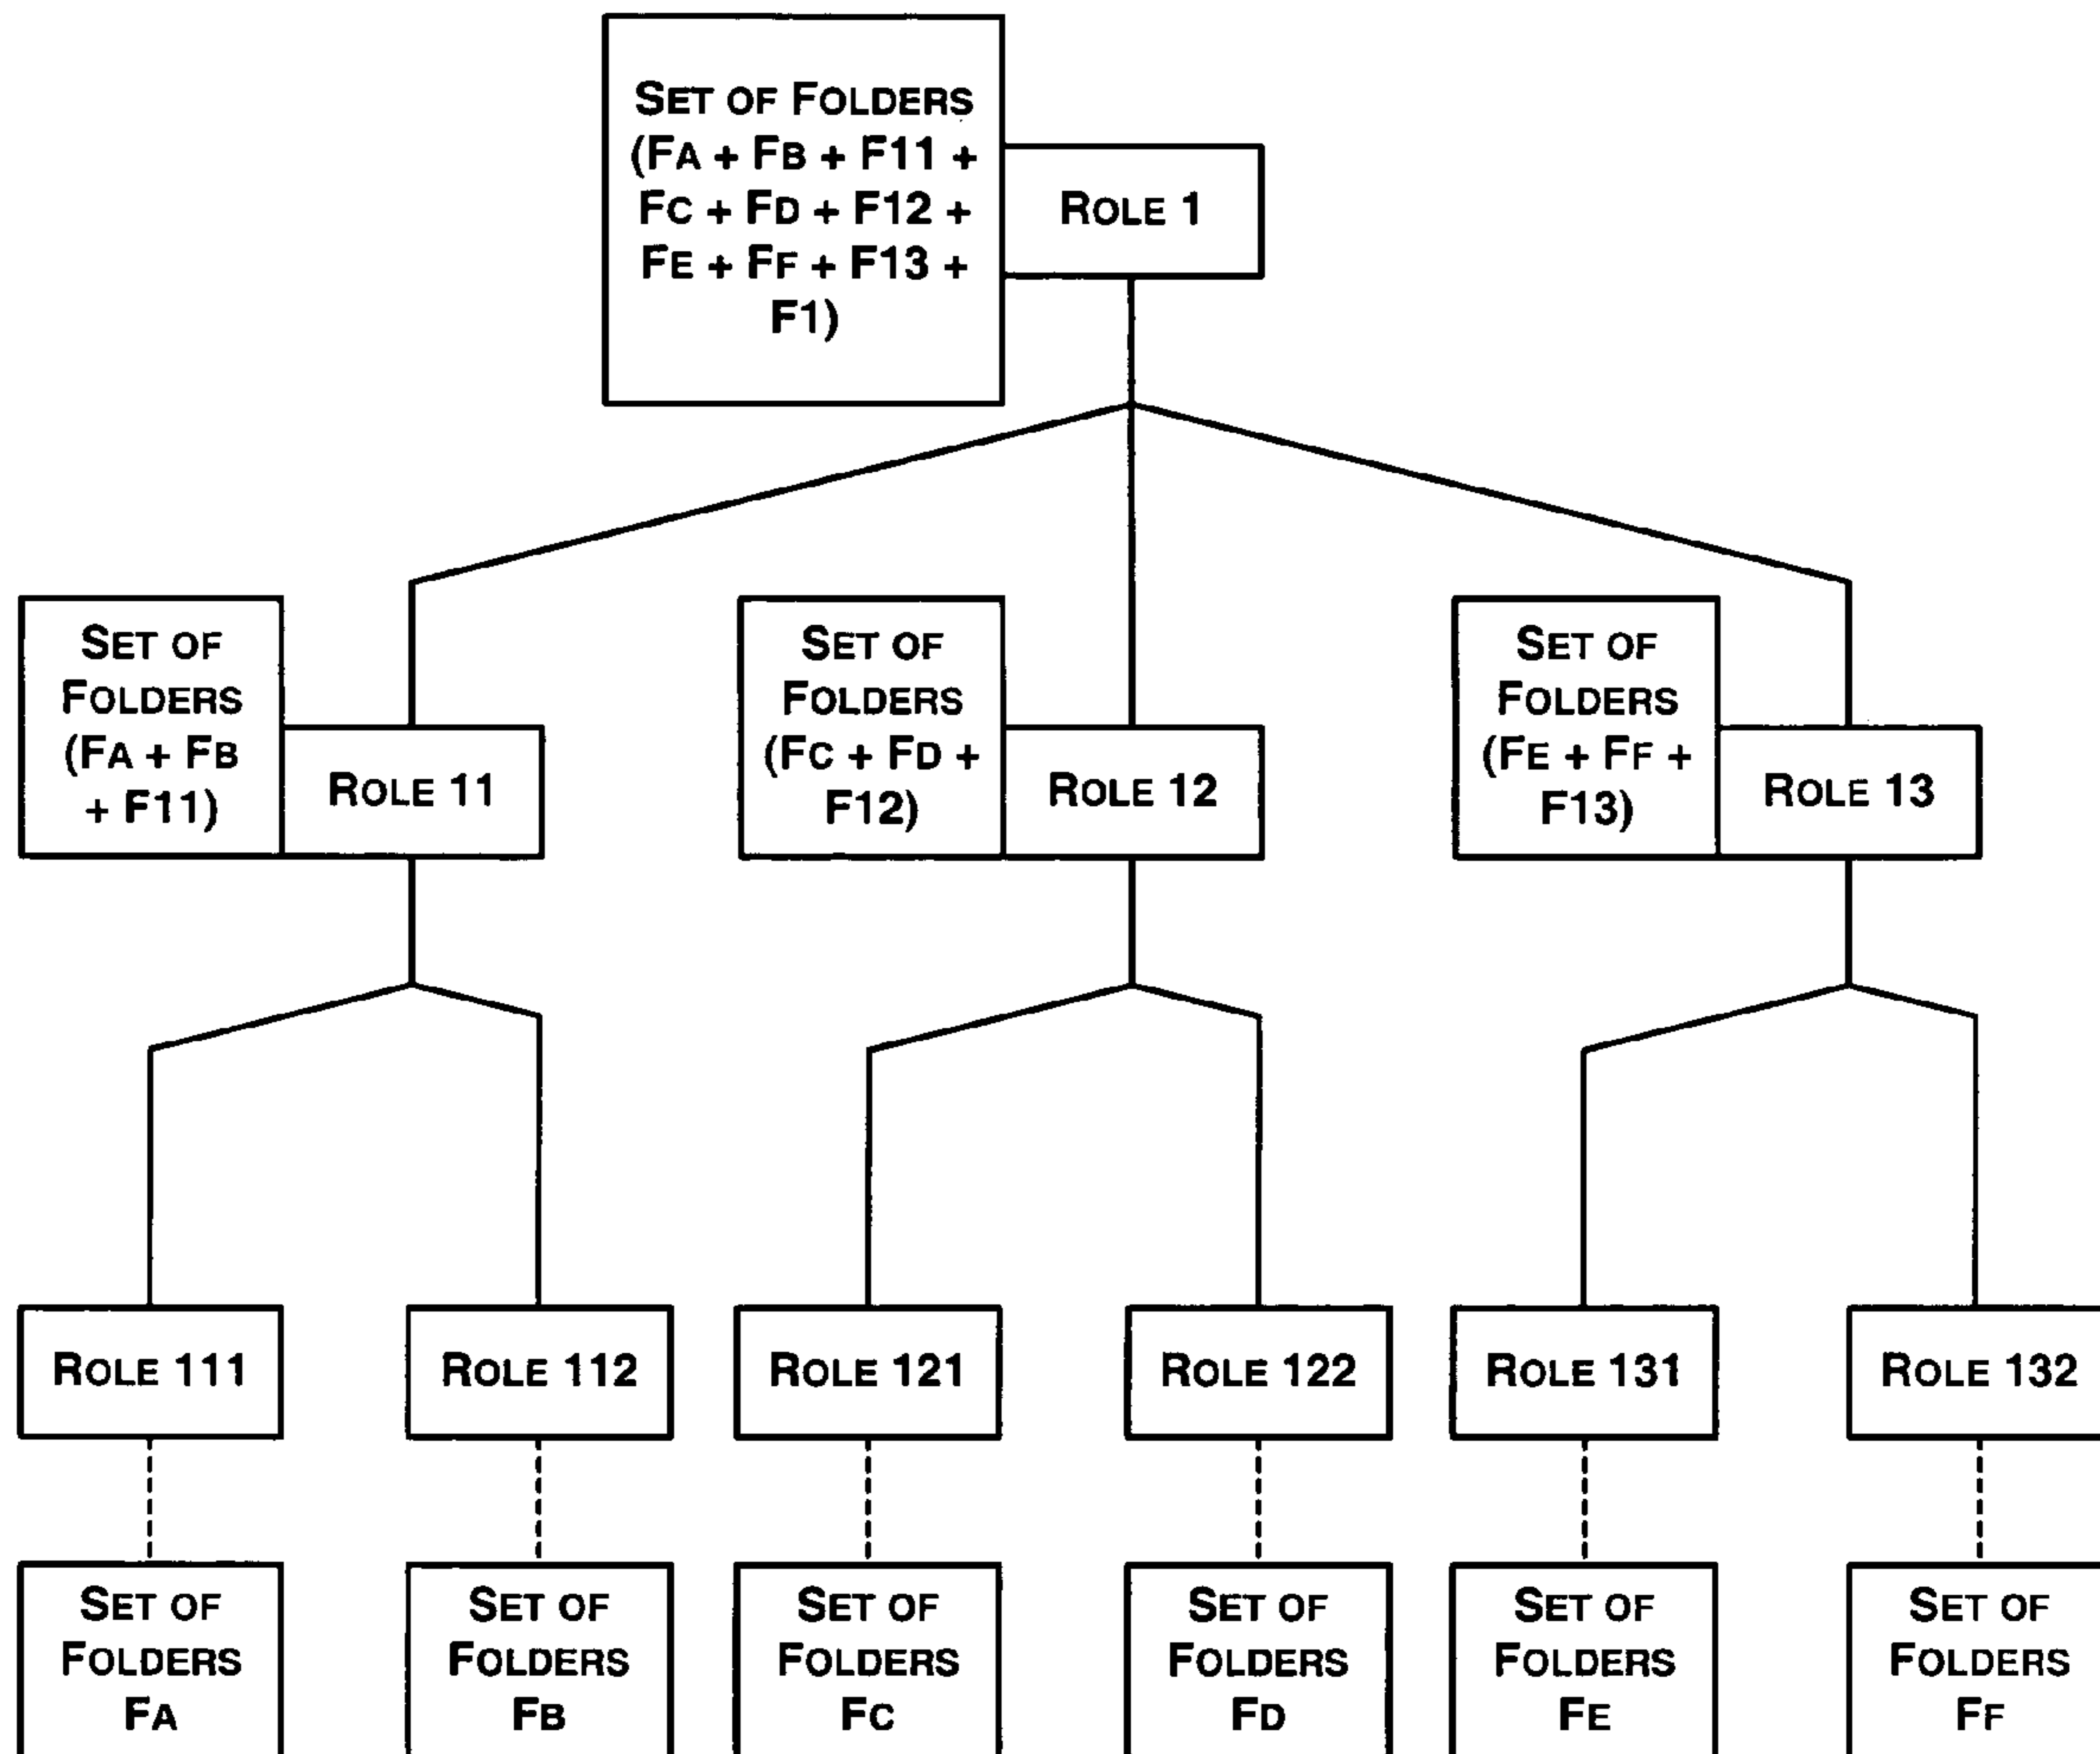 SET OF FOLDERS
(FA + FB + F11 +
FC + FD + F12 +
FE + FF + F13 +
F1)
ROLE 1
SET OF
FOLDERS
(FA + FB
+ F11)
ROLE 11
SET OF
FOLDERS
(FC + FD +
F12)
ROLE 12
SET OF
FOLDERS
(FE + FF +
F13)
ROLE 13
ROLE 111
ROLE 112
ROLE 121
ROLE 122
ROLE 131
ROLE 132
SET OF
FOLDERS
FA
SET OF
FOLDERS
FB
SET OF
FOLDERS
FC
SET OF
FOLDERS
FD
SET OF
FOLDERS
FE
SET OF
FOLDERS
FF